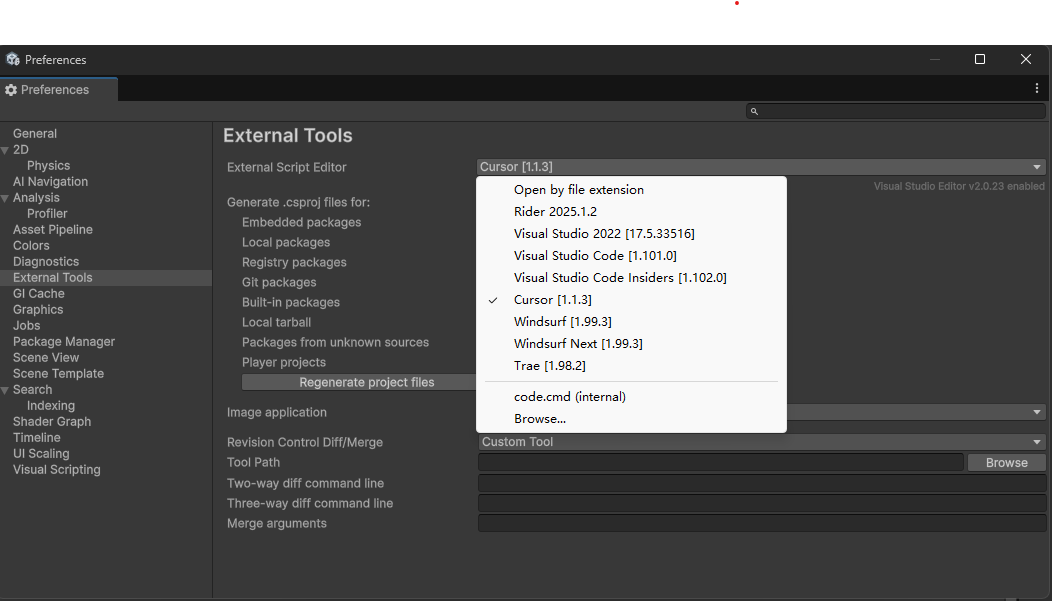 Preferences
Preferences
General
2D
Physics
AI Navigation
Analysis
Profiler
Asset Pipeline
Colors
Diagnostics
External Tools
GI Cache
Graphics
Jobs
Package Manager
Scene View
Scene Template
Search
Indexing
Shader Graph
Timeline
UI Scaling
Visual Scripting
External Tools
External Script Editor
Cursor [1.1.3]
Visual Studio Editor v2.0.23 enabled
Open by file extension
Rider 2025.1.2
Visual Studio 2022 [17.5.33516]
Visual Studio Code [1.101.0]
Visual Studio Code Insiders [1.102.0]
Cursor [1.1.3]
Windsurf [1.99.3]
Windsurf Next [1.99.3]
Trae [1.98.2]
code.cmd (internal)
Browse...
Generate .csproj files for:
Embedded packages
Local packages
Registry packages
Git packages
Built-in packages
Local tarball
Packages from unknown sources
Player projects
Regenerate project files
Image application
Revision Control Diff/Merge
Custom Tool
Tool Path
Browse
Two-way diff command line
Three-way diff command line
Merge arguments